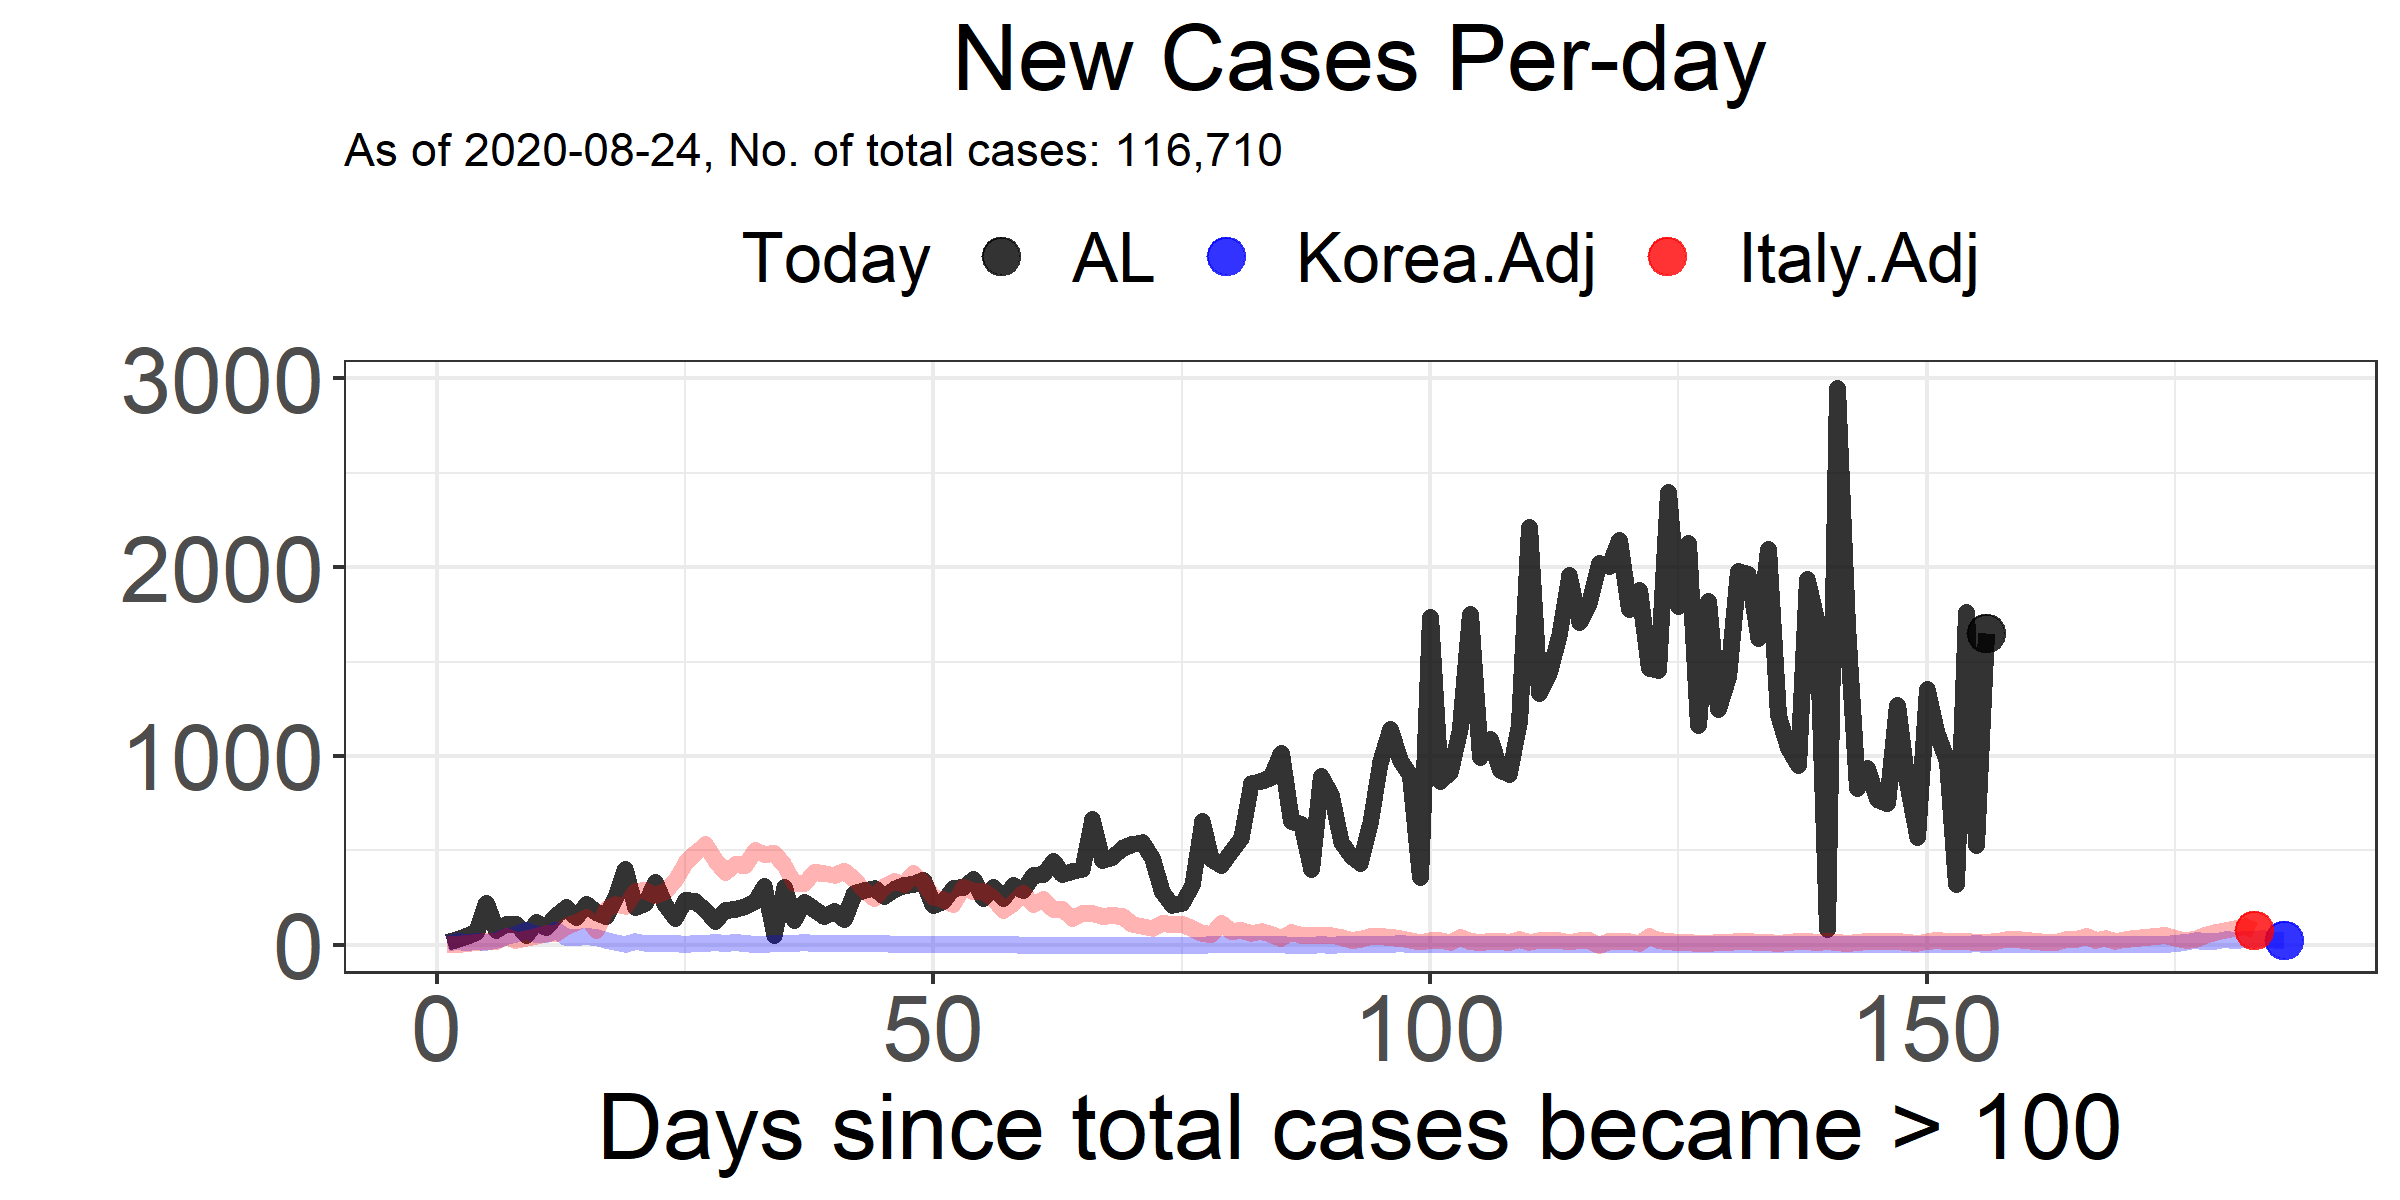 New Cases Per-day
As of 2020-08-24, No. of total cases: 116,710
Today AL Korea.Adj Italy.Adj
3000
2000
1000
0
0 50 100 150
Days since total cases became > 100